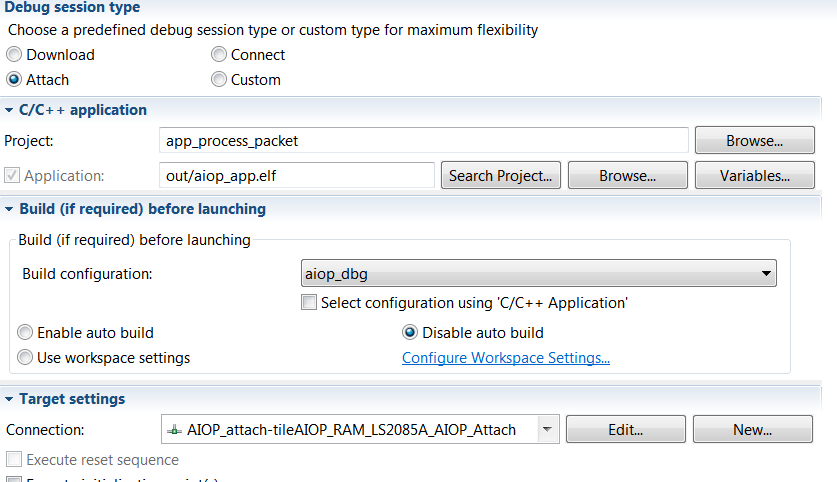 Debug session type
Choose a predefined debug session type or custom type for maximum flexibility
Download Connect
Attach Custom
C/C++ application
Project: app_process_packet Browse...
Application: out/aiop_app.elf Search Project... Browse... Variables...
Build (if required) before launching
Build (if required) before launching
Build configuration: aiop_dbg
Select configuration using 'C/C++ Application'
Enable auto build Disable auto build
Use workspace settings Configure Workspace Settings...
Target settings
Connection: AIOP_attach-tileAIOP_RAM_LS2085A_AIOP_Attach Edit... New...
Execute reset sequence